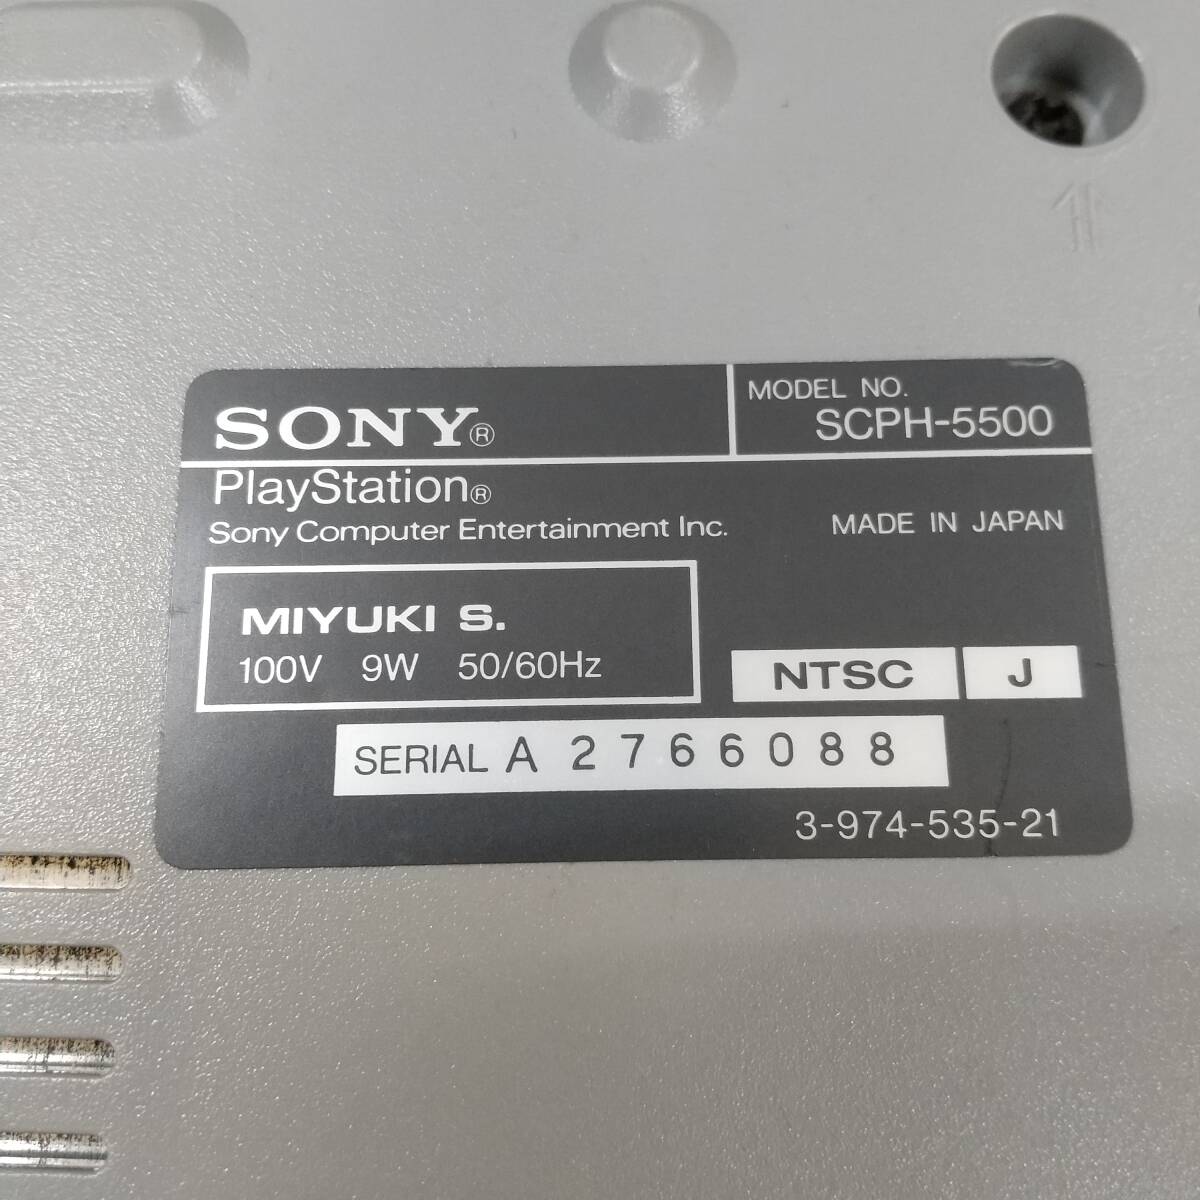 SONY®
MODEL NO.
SCPH-5500
PlayStation®
Sony Computer Entertainment Inc.
MADE IN JAPAN
MIYUKI S.
100V 9W 50/60Hz
NTSC J
SERIAL A 2766088
3-974-535-21